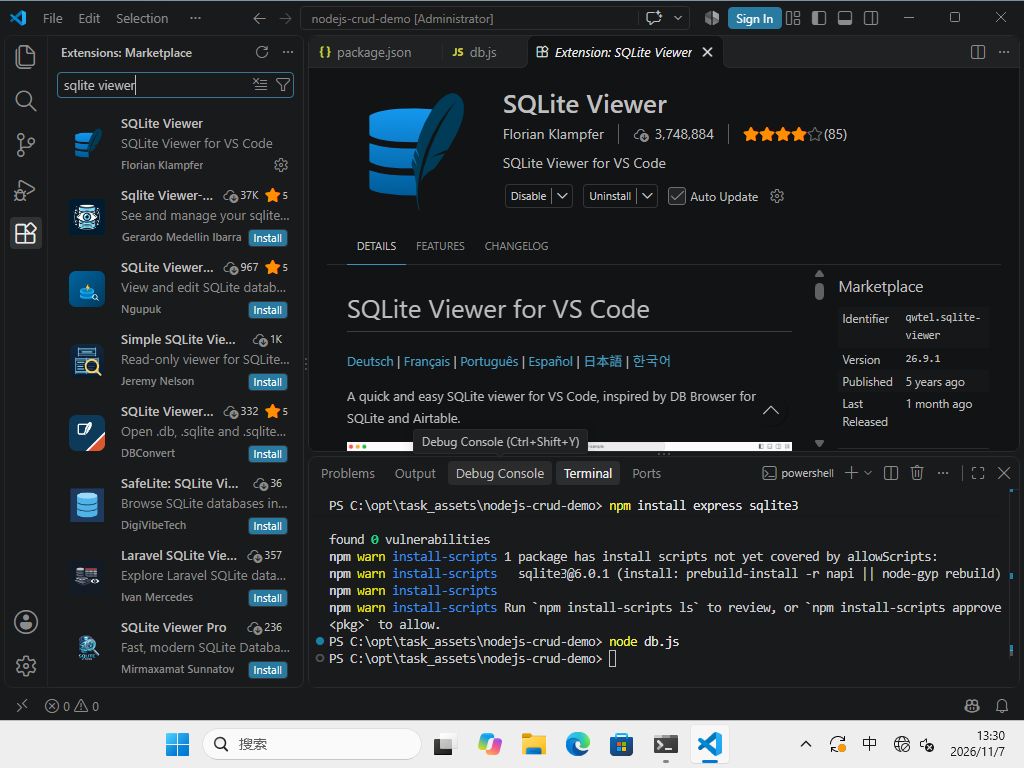 File Edit Selection ··· nodejs-crud-demo [Administrator] Sign In
Extensions: Marketplace
sqlite viewer
SQLite Viewer
SQLite Viewer for VS Code
Florian Klampfer
Sqlite Viewer-... 37K 5
See and manage your sqlite...
Gerardo Medellin Ibarra Install
SQLite Viewer... 967 5
View and edit SQLite datab...
Ngupuk Install
Simple SQLite Vie... 1K
Read-only viewer for SQLite...
Jeremy Nelson Install
SQLite Viewer... 332 5
Open .db, .sqlite and .sqlite...
DBConvert Install
SafeLite: SQLite Vi... 36
Browse SQLite databases in...
DigiVibeTech Install
Laravel SQLite Vie... 357
Explore Laravel SQLite data...
Ivan Mercedes Install
SQLite Viewer Pro 236
Fast, modern SQLite Databa...
Mirmaxamat Sunnatov Install
{} package.json JS db.js Extension: SQLite Viewer
SQLite Viewer
Florian Klampfer 3,748,884 (85)
SQLite Viewer for VS Code
Disable Uninstall Auto Update
DETAILS FEATURES CHANGELOG
SQLite Viewer for VS Code
Deutsch | Français | Português | Español | 日本語 | 한국어
A quick and easy SQLite viewer for VS Code, inspired by DB Browser for
SQLite and Airtable.
Marketplace
Identifier qwtel.sqlite-
viewer
Version 26.9.1
Published 5 years ago
Last 1 month ago
Released
Debug Console (Ctrl+Shift+Y)
Problems Output Debug Console Terminal Ports powershell
PS C:\opt\task_assets\nodejs-crud-demo> npm install express sqlite3
found 0 vulnerabilities
npm warn install-scripts 1 package has install scripts not yet covered by allowScripts:
npm warn install-scripts   sqlite3@6.0.1 (install: prebuild-install -r napi || node-gyp rebuild)
npm warn install-scripts
npm warn install-scripts Run `npm install-scripts ls` to review, or `npm install-scripts approve
<pkg>` to allow.
PS C:\opt\task_assets\nodejs-crud-demo> node db.js
PS C:\opt\task_assets\nodejs-crud-demo>
0 0
搜索 中 13:30
2026/11/7